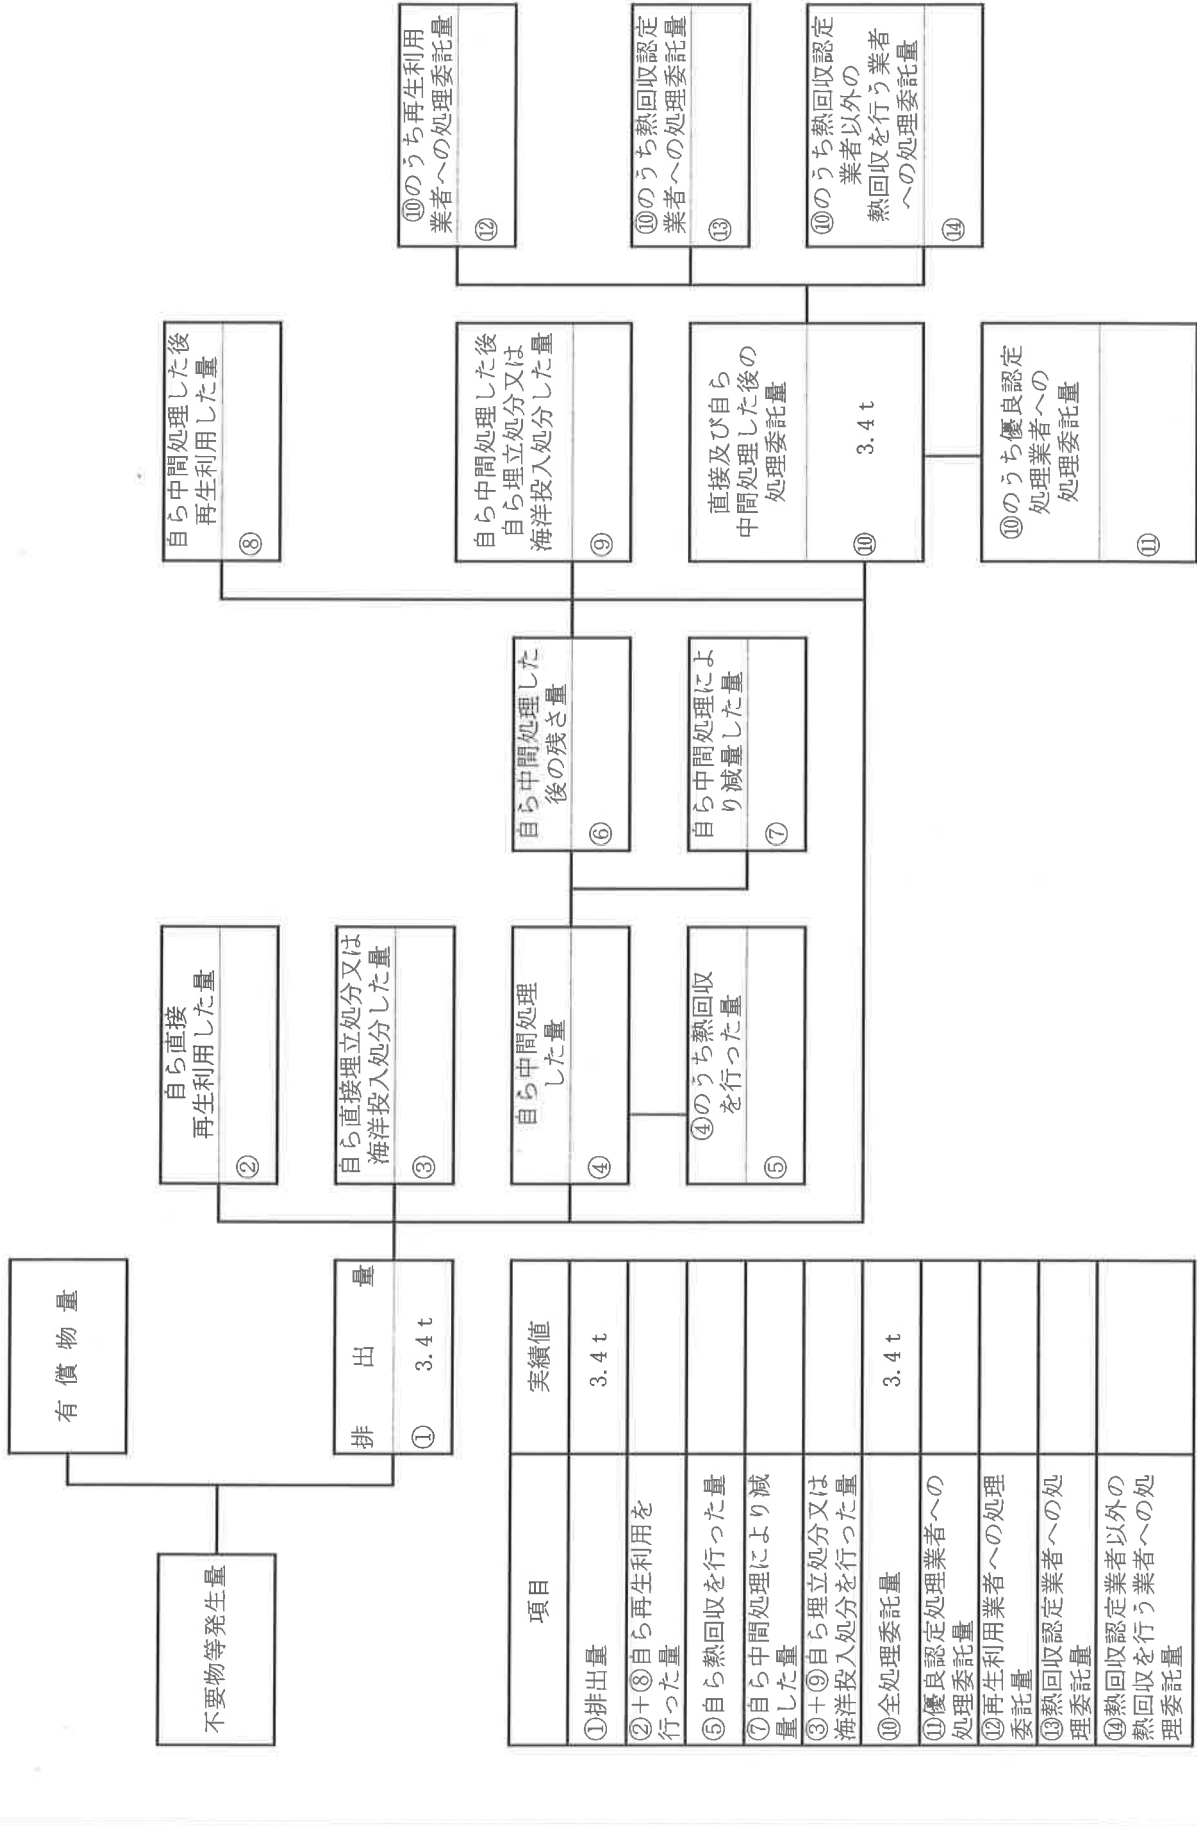 不要物等発生量
有償物量
排出量
① 3.4t
自ら直接
再生利用した量
②
自ら直接埋立処分又は
海洋投入処分した量
③
自ら中間処理
した量
④
④のうち熱回収
を行った量
⑤
自ら中間処理した
後の残さ量
⑥
自ら中間処理によ
り減量した量
⑦
自ら中間処理した後
再生利用した量
⑧
自ら中間処理した後
自ら埋立処分又は
海洋投入処分した量
⑨
直接及び自ら
中間処理した後の
処理委託量
⑩ 3.4t
⑩のうち優良認定
処理業者への
処理委託量
⑪
⑩のうち再生利用
業者への処理委託量
⑫
⑩のうち熱回収認定
業者への処理委託量
⑬
⑩のうち熱回収認定
業者以外の
熱回収を行う業者
への処理委託量
⑭
項目 実績値
①排出量 3.4t
②+⑧自ら再生利用を
行った量
⑤自ら熱回収を行った量
⑦自ら中間処理により減
量した量
③+⑨自ら埋立処分又は
海洋投入処分を行った量
⑩全処理委託量 3.4t
⑪優良認定処理業者への
処理委託量
⑫再生利用業者への処理
委託量
⑬熱回収認定業者への処
理委託量
⑭熱回収認定業者以外の
熱回収を行う業者への処
理委託量